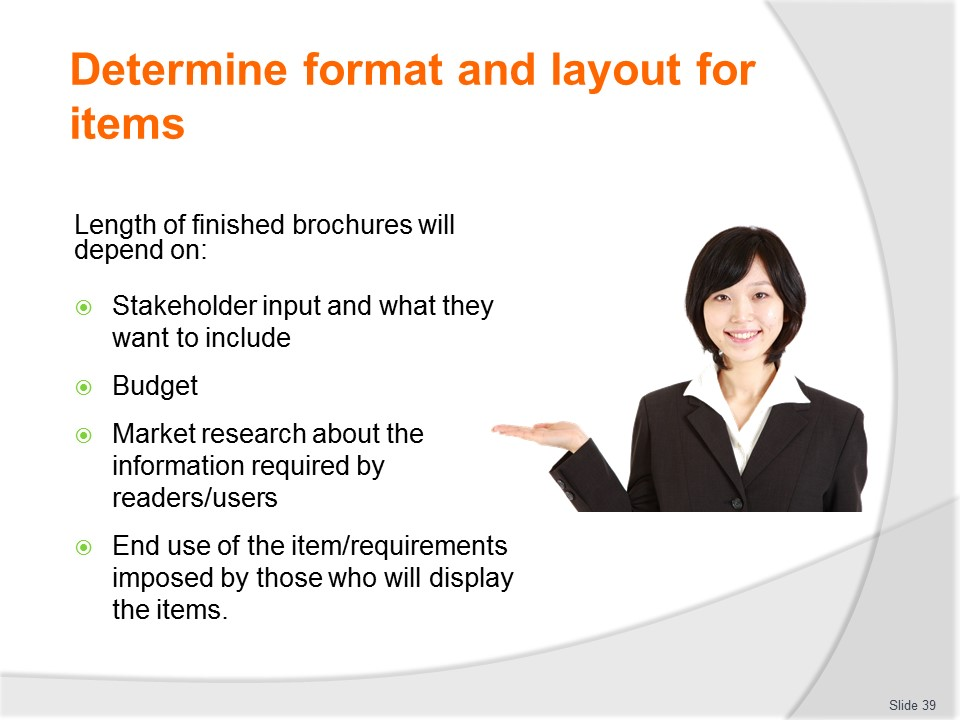 Determine format and layout for
items
Length of finished brochures will
depend on:
Stakeholder input and what they
want to include
Budget
Market research about the
information required by
readers/users
End use of the item/requirements
imposed by those who will display
the items.
Slide 39